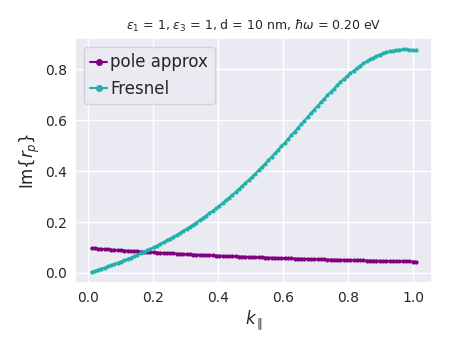 ε₁ = 1, ε₃ = 1, d = 10 nm, ℏω = 0.20 eV
pole approx
Fresnel
Im{rₚ}
0.8
0.6
0.4
0.2
0.0
0.0 0.2 0.4 0.6 0.8 1.0
k∥